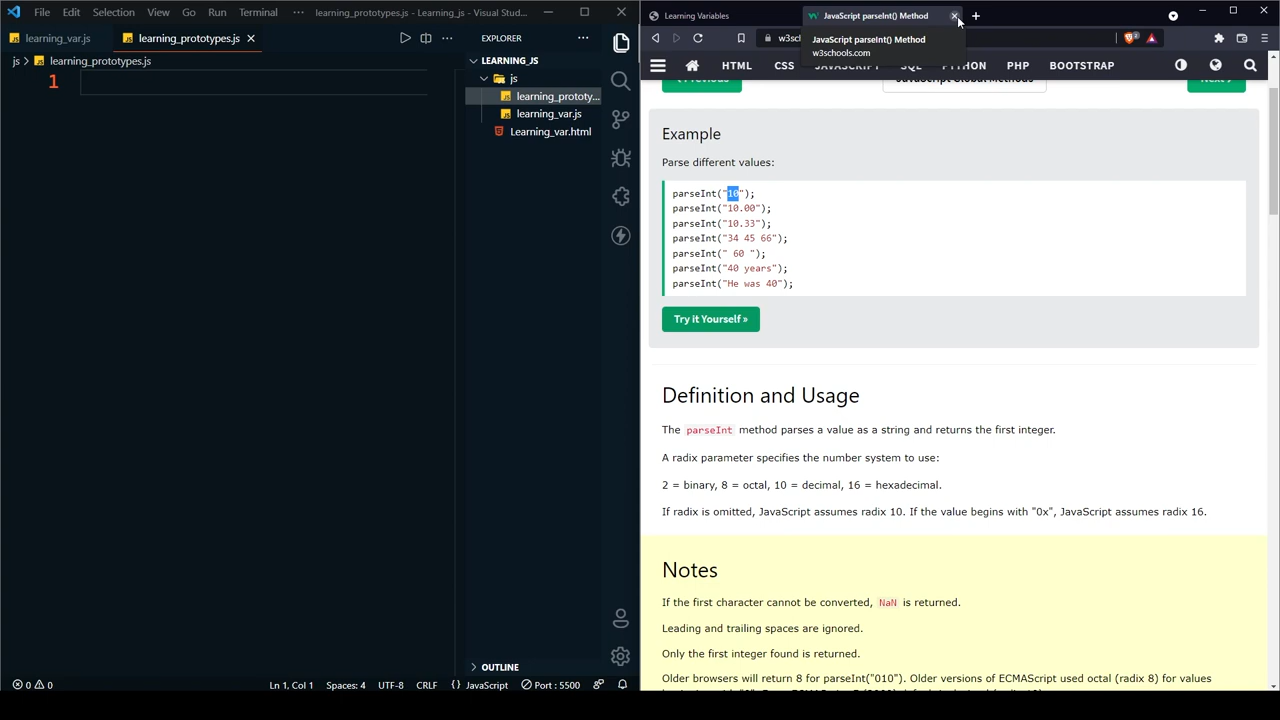 File Edit Selection View Go Run Terminal ··· learning_prototypes.js - Learning_js - Visual Stud...
learning_var.js learning_prototypes.js
js > learning_prototypes.js
1
EXPLORER
LEARNING_JS
js
learning_prototy...
learning_var.js
Learning_var.html
OUTLINE
0 0 Ln 1, Col 1 Spaces: 4 UTF-8 CRLF {} JavaScript Port : 5500
Learning Variables JavaScript parseInt() Method
JavaScript parseInt() Method
w3schools.com
HTML CSS JAVASCRIPT SQL PYTHON PHP BOOTSTRAP
‹ Previous JavaScript Global Methods Next ›
Example
Parse different values:
parseInt("10");
parseInt("10.00");
parseInt("10.33");
parseInt("34 45 66");
parseInt(" 60 ");
parseInt("40 years");
parseInt("He was 40");
Try it Yourself »
Definition and Usage
The parseInt method parses a value as a string and returns the first integer.
A radix parameter specifies the number system to use:
2 = binary, 8 = octal, 10 = decimal, 16 = hexadecimal.
If radix is omitted, JavaScript assumes radix 10. If the value begins with "0x", JavaScript assumes radix 16.
Notes
If the first character cannot be converted, NaN is returned.
Leading and trailing spaces are ignored.
Only the first integer found is returned.
Older browsers will return 8 for parseInt("010"). Older versions of ECMAScript used octal (radix 8) for values